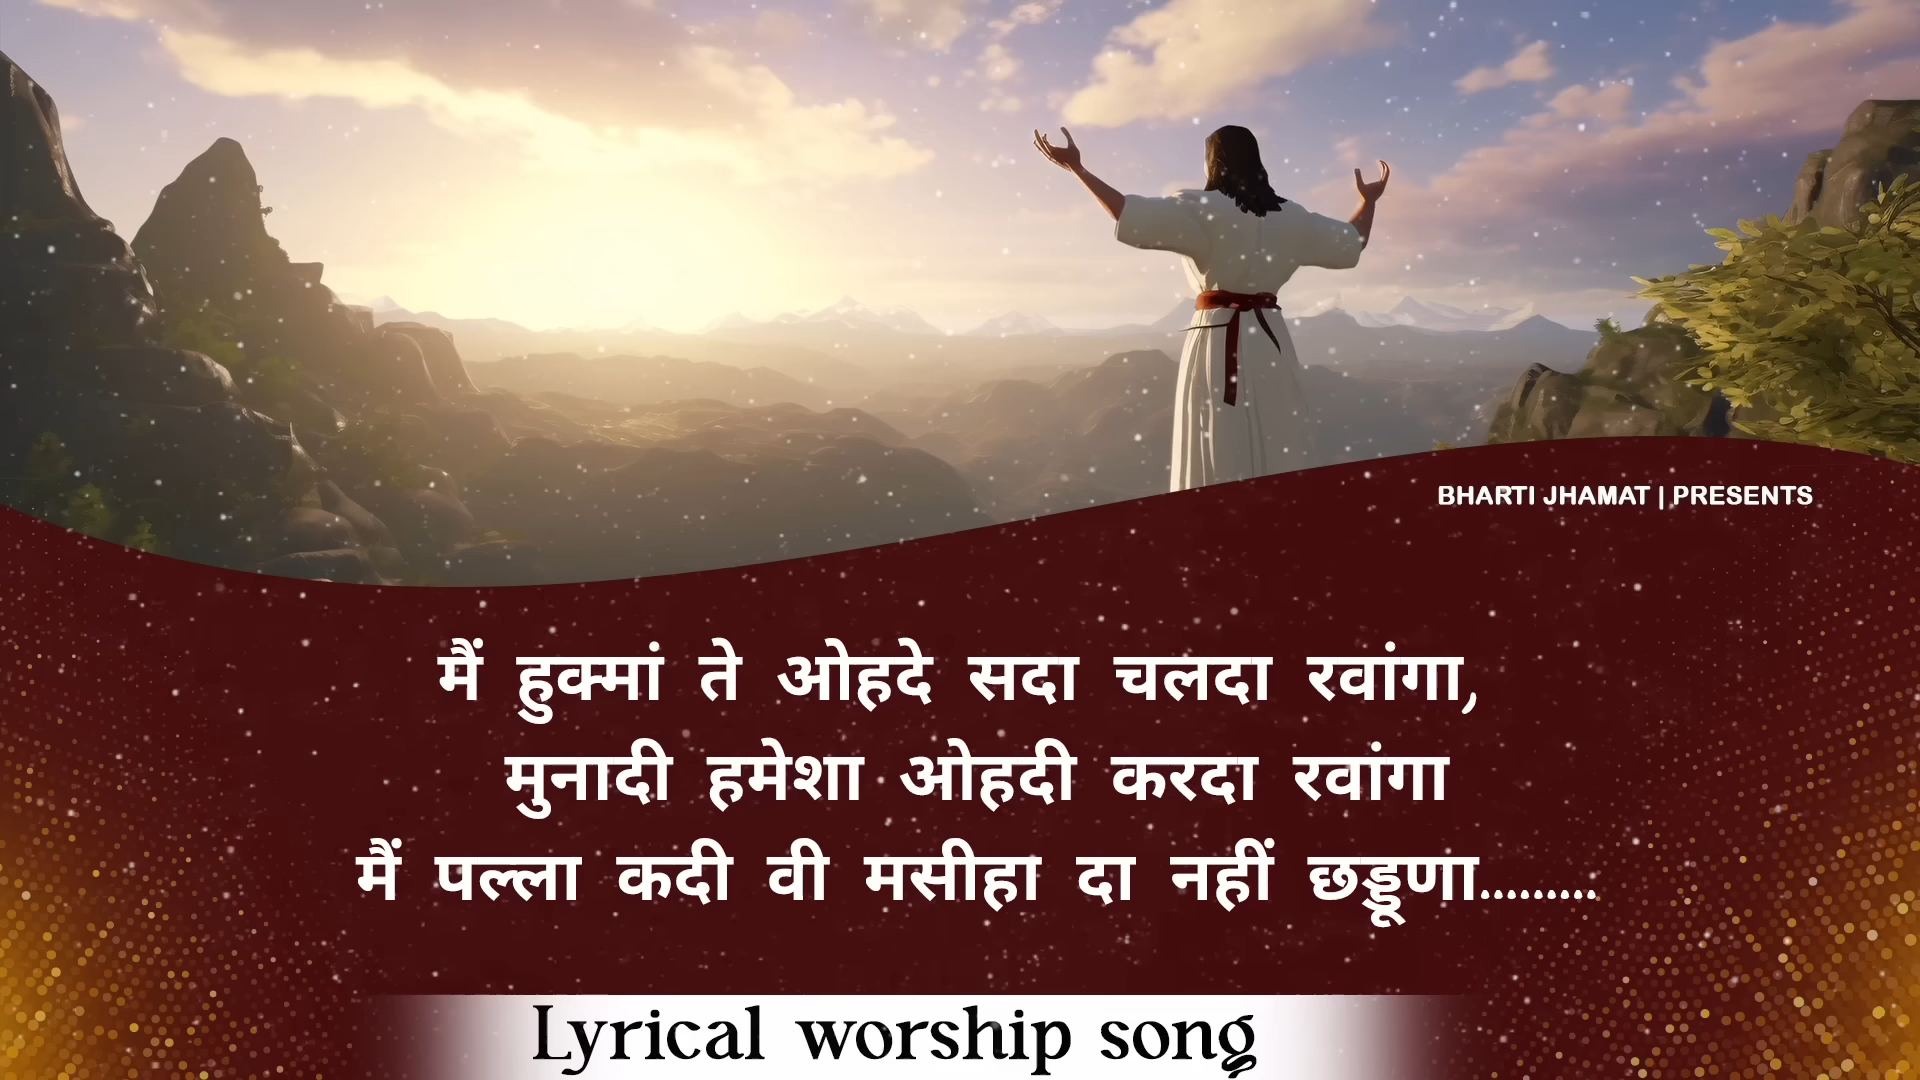 BHARTI JHAMAT | PRESENTS
मैं हुक्मां ते ओहदे सदा चलदा रवांगा,
मुनादी हमेशा ओहदी करदा रवांगा
मैं पल्ला कदी वी मसीहा दा नहीं छड्डूणा.........
Lyrical worship song